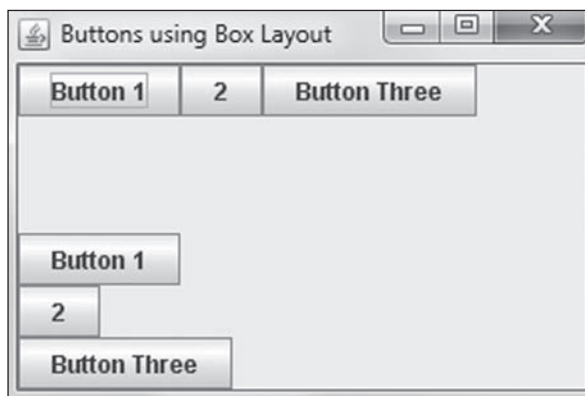 Buttons using Box Layout
Button 1 2 Button Three
Button 1
2
Button Three